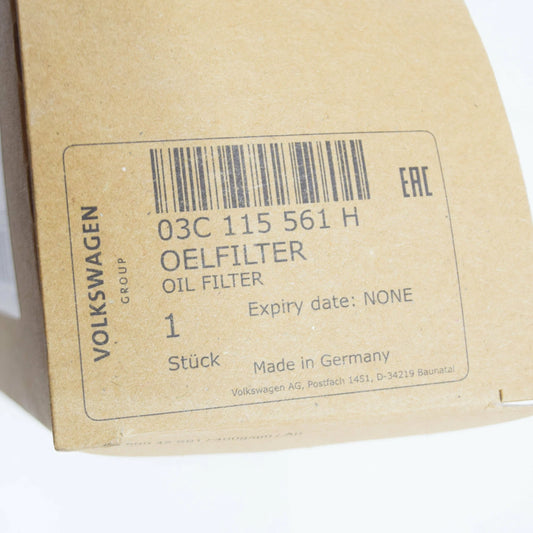 VOLKSWAGEN
GROUP
EAC
03C 115 561 H
OELFILTER
OIL FILTER
Expiry date: NONE
1
Stück
Made in Germany
Volkswagen AG, Postfach 1451, D-34219 Baunatal